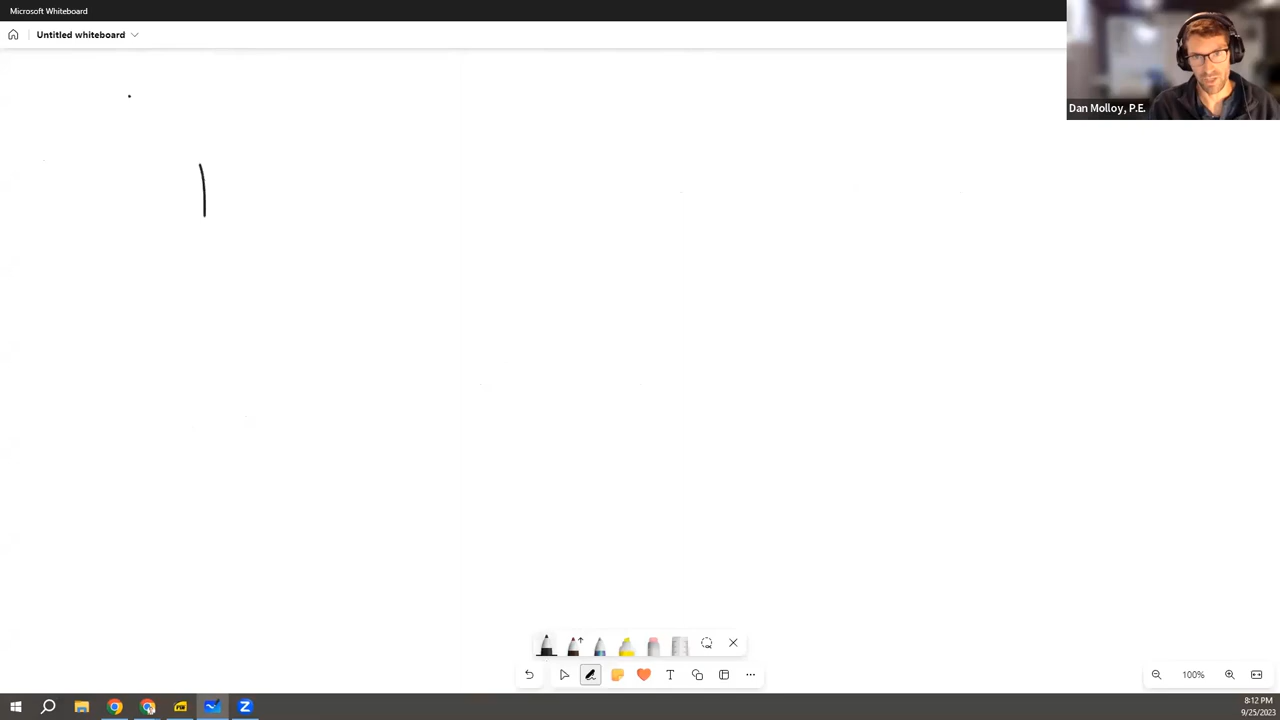 Microsoft Whiteboard
Untitled whiteboard
Dan Molloy, P.E.
100%
8:12 PM
9/25/2023